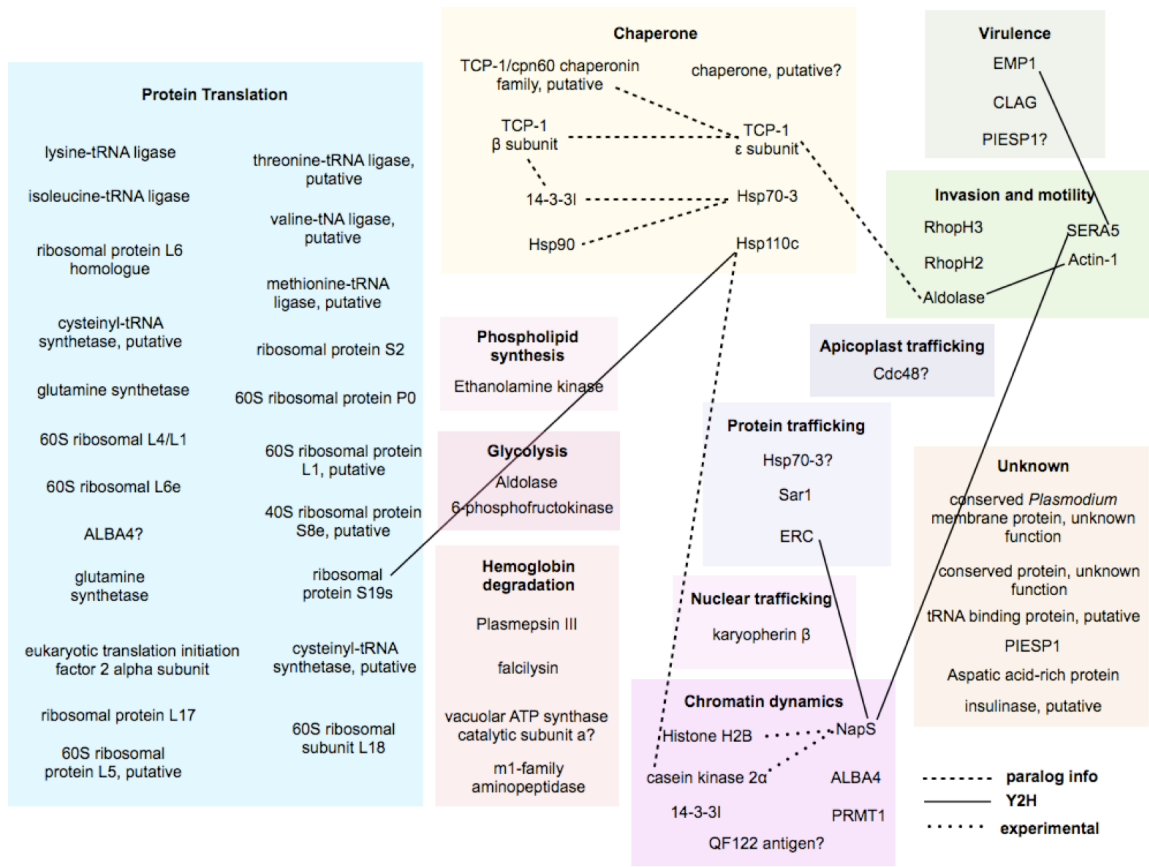 Protein Translation
lysine-tRNA ligase
isoleucine-tRNA ligase
ribosomal protein L6
homologue
cysteinyl-tRNA
synthetase, putative
glutamine synthetase
60S ribosomal L4/L1
60S ribosomal L6e
ALBA4?
glutamine
synthetase
eukaryotic translation initiation
factor 2 alpha subunit
ribosomal protein L17
60S ribosomal
protein L5, putative
threonine-tRNA ligase,
putative
valine-tNA ligase,
putative
methionine-tRNA
ligase, putative
ribosomal protein S2
60S ribosomal protein P0
60S ribosomal protein
L1, putative
40S ribosomal protein
S8e, putative
ribosomal
protein S19s
cysteinyl-tRNA
synthetase, putative
60S ribosomal
subunit L18
Chaperone
TCP-1/cpn60 chaperonin
family, putative
chaperone, putative?
TCP-1
β subunit
TCP-1
ε subunit
14-3-3I
Hsp70-3
Hsp90
Hsp110c
Phospholipid
synthesis
Ethanolamine kinase
Glycolysis
Aldolase
6-phosphofructokinase
Hemoglobin
degradation
Plasmepsin III
falcilysin
vacuolar ATP synthase
catalytic subunit a?
m1-family
aminopeptidase
Virulence
EMP1
CLAG
PIESP1?
Invasion and motility
RhopH3
SERA5
RhopH2
Actin-1
Aldolase
Apicoplast trafficking
Cdc48?
Protein trafficking
Hsp70-3?
Sar1
ERC
Nuclear trafficking
karyopherin β
Chromatin dynamics
Histone H2B
NapS
casein kinase 2α
ALBA4
14-3-3I
PRMT1
QF122 antigen?
Unknown
conserved Plasmodium
membrane protein, unknown
function
conserved protein, unknown
function
tRNA binding protein, putative
PIESP1
Aspatic acid-rich protein
insulinase, putative
paralog info
Y2H
experimental